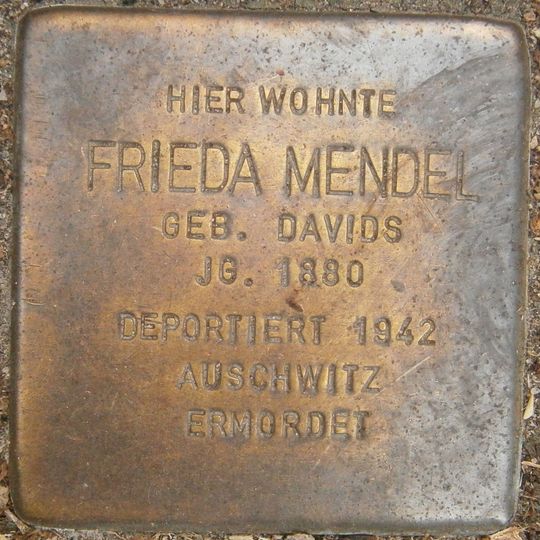 HIER WOHNTE
FRIEDA MENDEL
GEB. DAVIDS
JG. 1880
DEPORTIERT 1942
AUSCHWITZ
ERMORDET